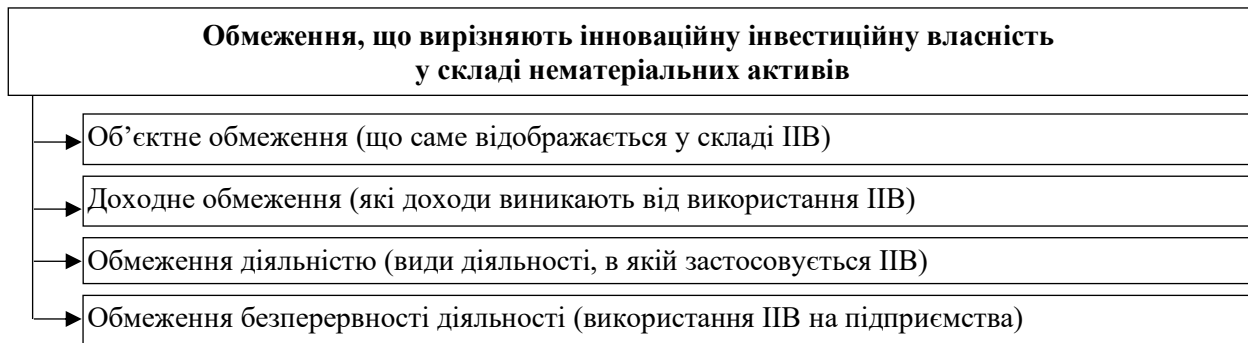 Обмеження, що вирізняють інноваційну інвестиційну власність
у складі нематеріальних активів
Об’єктне обмеження (що саме відображається у складі ІІВ)
Доходне обмеження (які доходи виникають від використання ІІВ)
Обмеження діяльністю (види діяльності, в якій застосовується ІІВ)
Обмеження безперервності діяльності (використання ІІВ на підприємства)